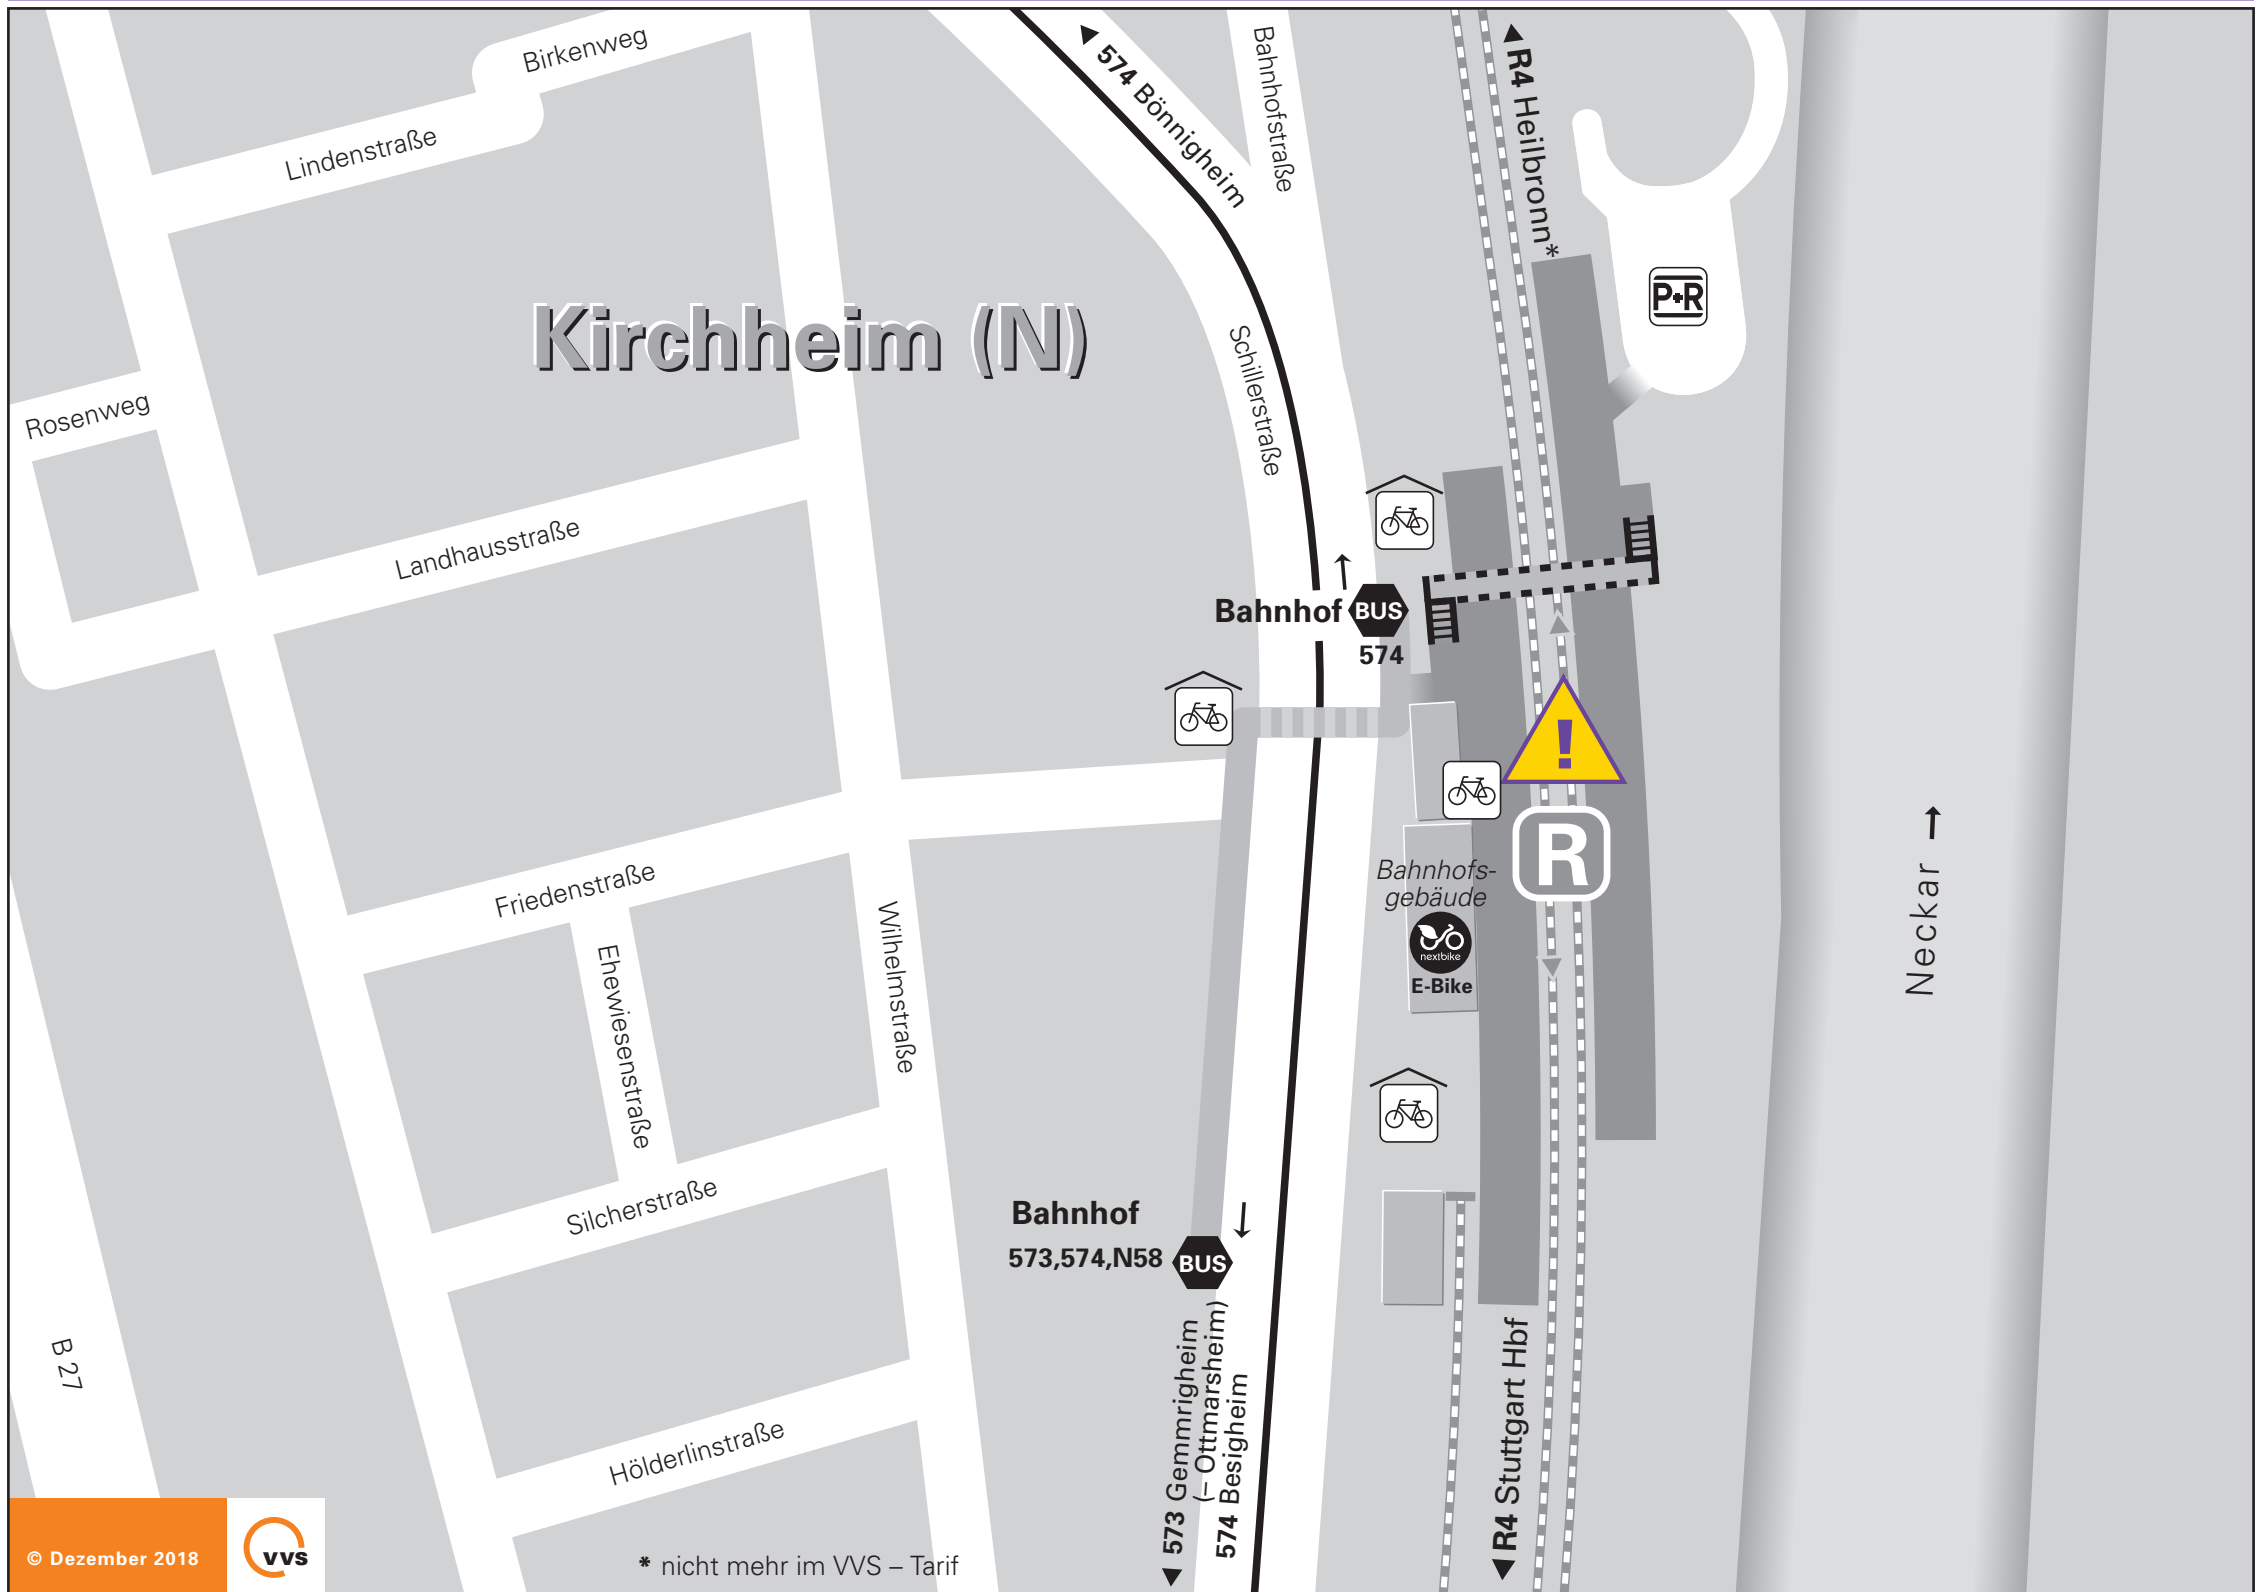 Birkenweg
Lindenstraße
574 Bönnigheim
Bahnhofstraße
R4 Heilbronn*
P+R
Kirchheim (N)
Schillerstraße
Rosenweg
Landhausstraße
Bahnhof BUS
574
!
R
Bahnhofs-
gebäude
nextbike
E-Bike
Neckar
Friedenstraße
Ehewiesenstraße
Wilhelmstraße
Silcherstraße
Bahnhof
573,574,N58 BUS
573 Gemmrigheim
(– Ottmarsheim)
574 Besigheim
R4 Stuttgart Hbf
B 27
Hölderlinstraße
© Dezember 2018
vvs
* nicht mehr im VVS – Tarif